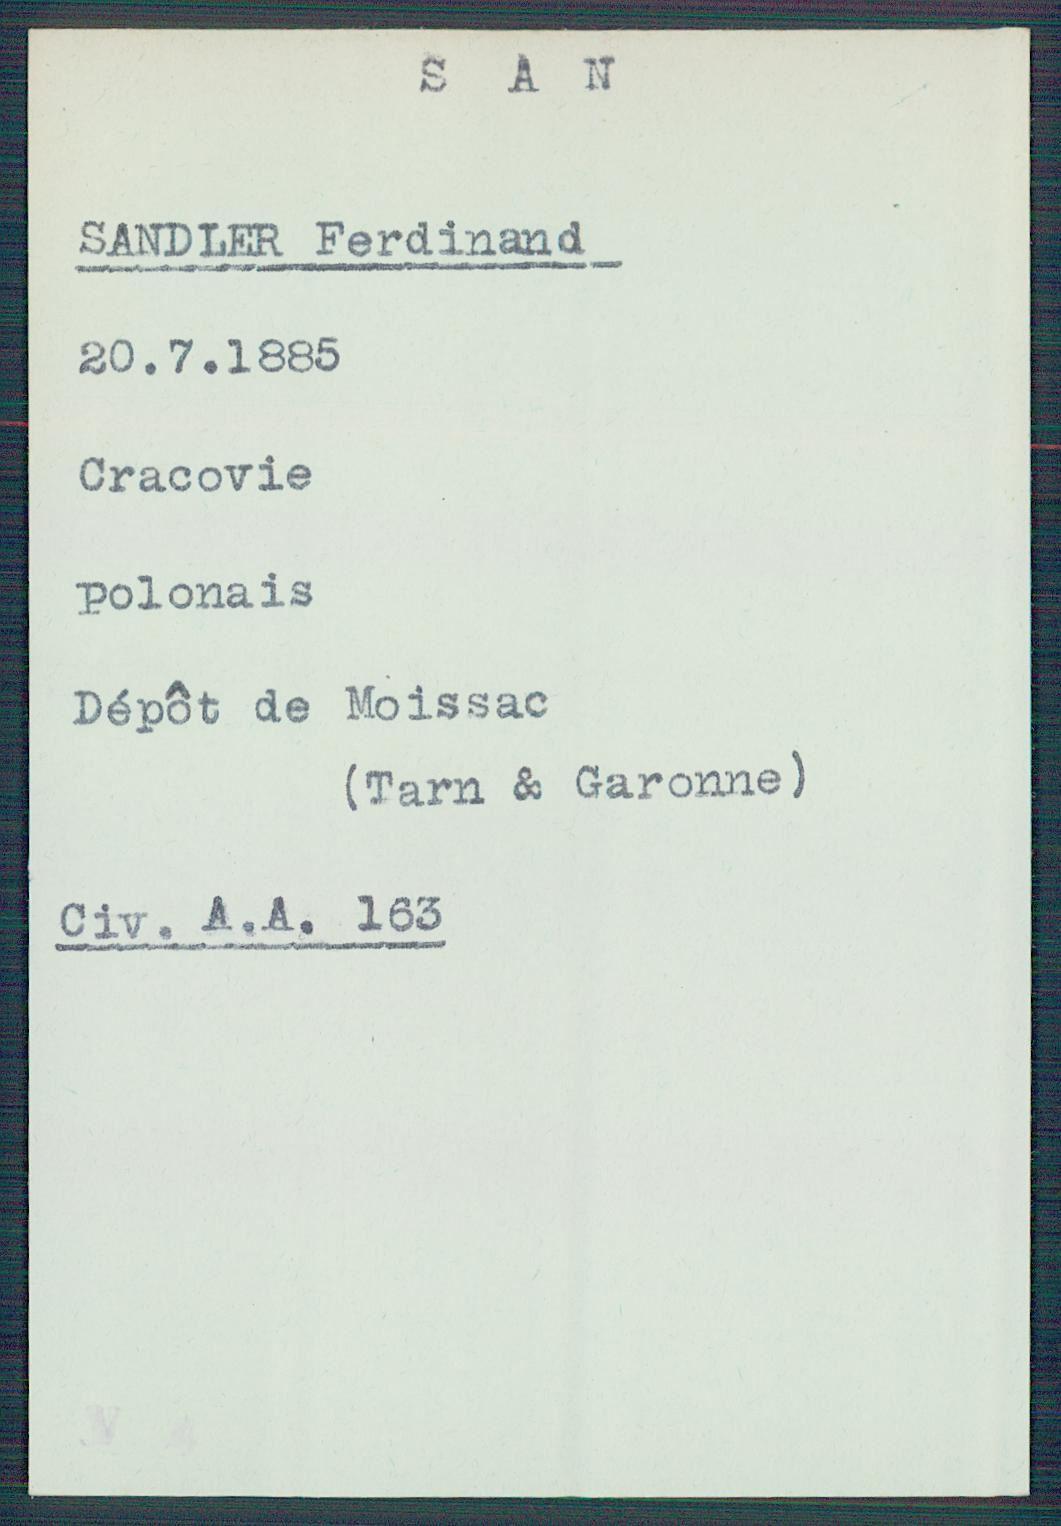 S A N
SANDLER Ferdinand
20.7.1885
Cracovie
polonais
Dépôt de Moissac
(Tarn & Garonne)
Civ. A.A. 163